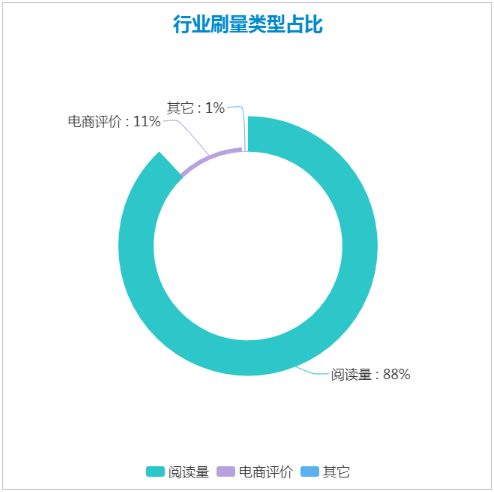 行业刷量类型占比
其它 : 1%
电商评价 : 11%
阅读量 : 88%
阅读量 电商评价 其它